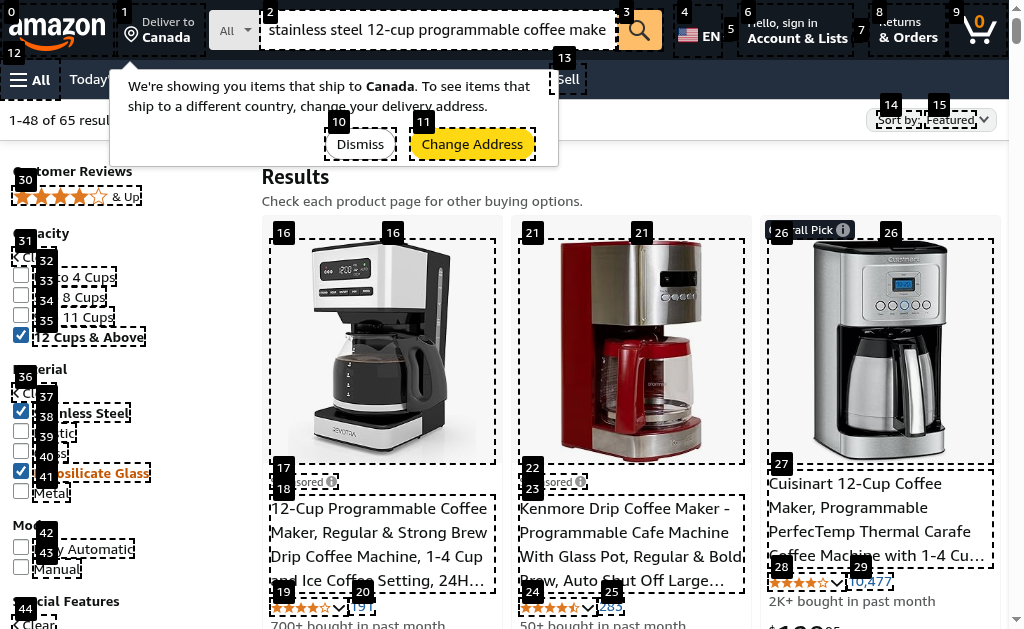 0
1
2
3
4
5
6
7
8
9
amazon
Deliver to
Canada
All
stainless steel 12-cup programmable coffee make
EN
Hello, sign in
Account & Lists
Returns
& Orders
0
12
All
Today'
13
Sell
We're showing you items that ship to Canada. To see items that
ship to a different country, change your delivery address.
10
Dismiss
11
Change Address
1-48 of 65 resul
14
15
Sort by: Featured
30
Customer Reviews
& Up
31
Capacity
32
33
to 4 Cups
34
8 Cups
35
11 Cups
12 Cups & Above
36
Material
37
38
Stainless Steel
39
40
41
Borosilicate Glass
Metal
42
43
Fully Automatic
Manual
Special Features
44
Clear
Results
Check each product page for other buying options.
16
16
REVOTRA
17
18
Sponsored
12-Cup Programmable Coffee
Maker, Regular & Strong Brew
Drip Coffee Machine, 1-4 Cup
and Ice Coffee Setting, 24H…
19
20
191
700+ bought in past month
21
21
22
23
Sponsored
Kenmore Drip Coffee Maker -
Programmable Cafe Machine
With Glass Pot, Regular & Bold
Brew, Auto Shut Off Large…
24
25
283
50+ bought in past month
26
Overall Pick
26
Cuisinart
27
Cuisinart 12-Cup Coffee
Maker, Programmable
PerfecTemp Thermal Carafe
Coffee Machine with 1-4 Cu…
28
29
10,477
2K+ bought in past month